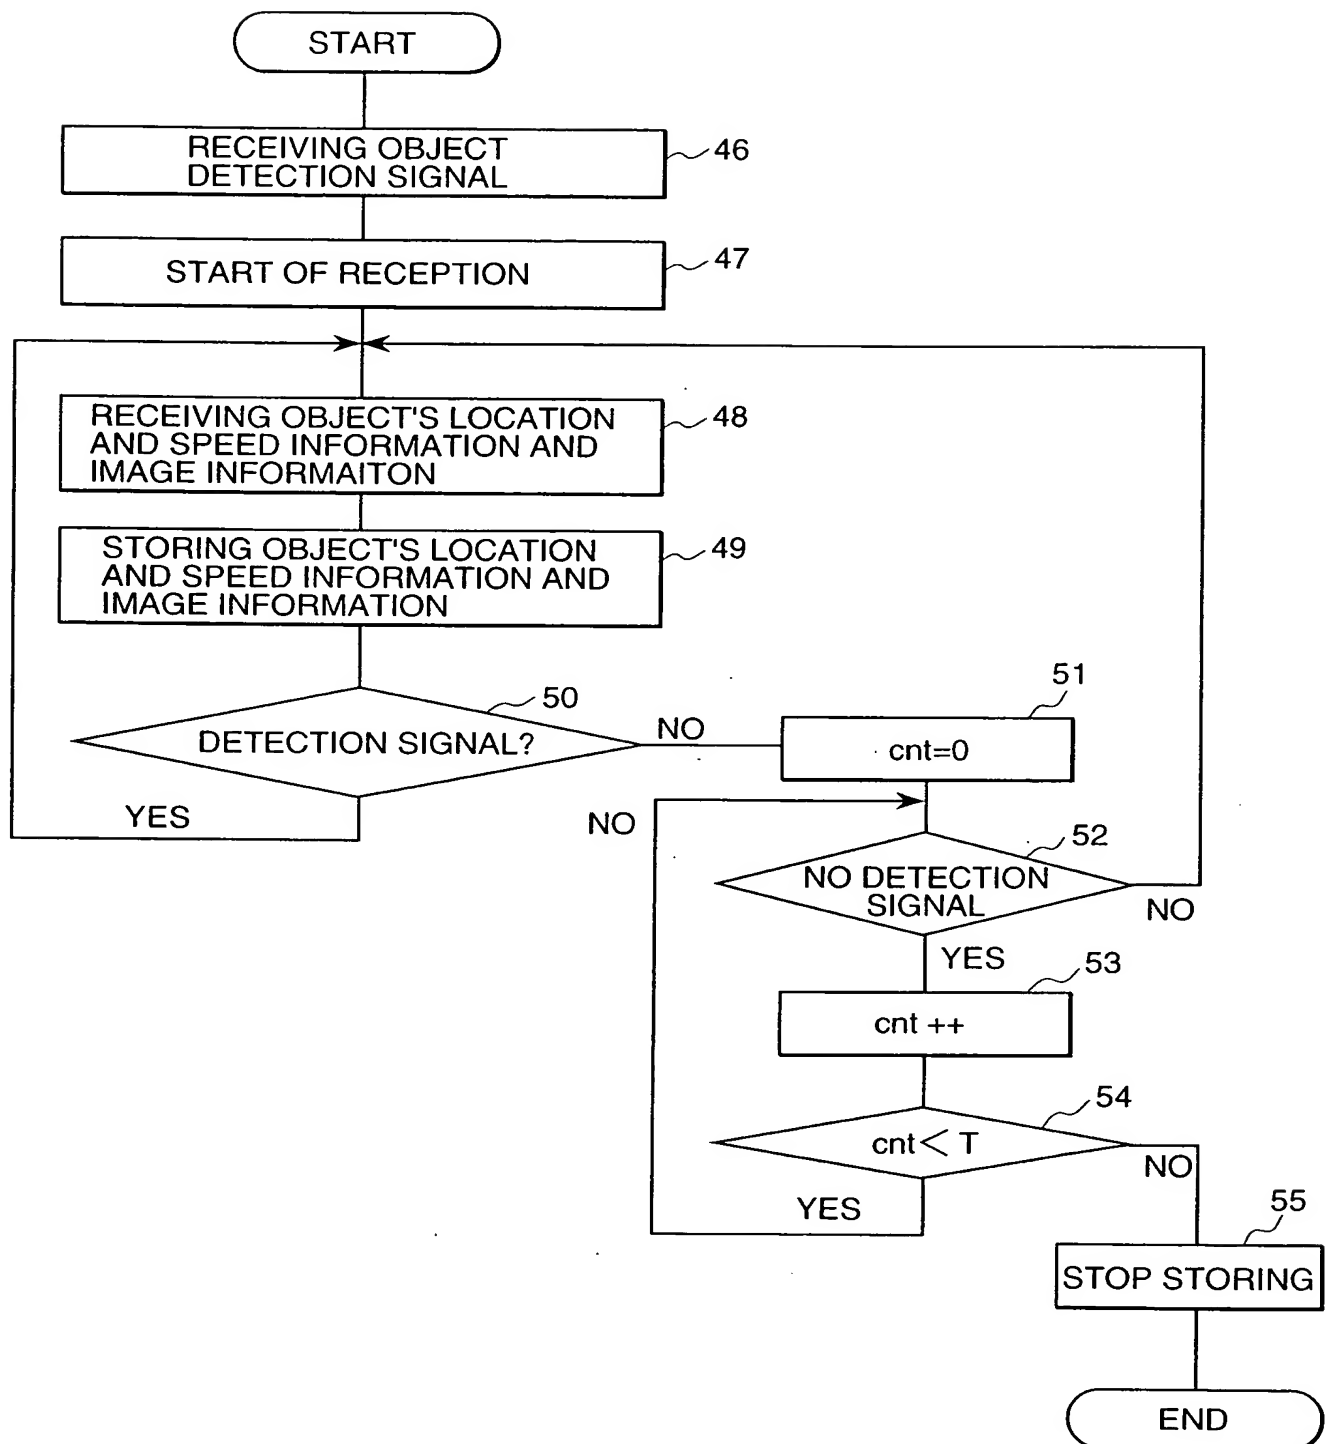 START
RECEIVING OBJECT
DETECTION SIGNAL
46
START OF RECEPTION
47
RECEIVING OBJECT'S LOCATION
AND SPEED INFORMATION AND
IMAGE INFORMAITON
48
STORING OBJECT'S LOCATION
AND SPEED INFORMATION AND
IMAGE INFORMATION
49
DETECTION SIGNAL?
50
NO
YES
cnt=0
51
NO
NO DETECTION
SIGNAL
52
NO
YES
cnt ++
53
cnt < T
54
NO
YES
STOP STORING
55
END